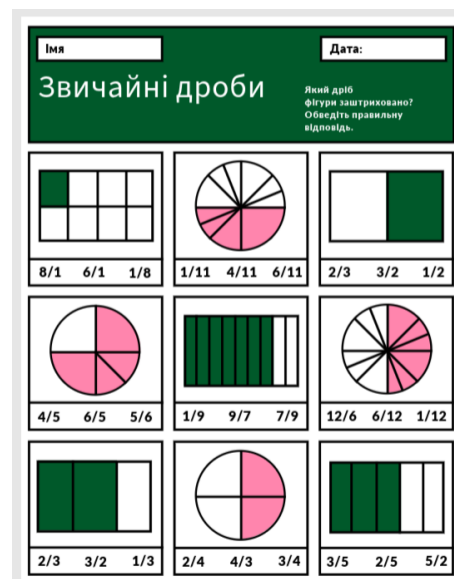 Імя
Дата:
Звичайні дроби
Який дріб
фігури заштриховано?
Обведіть правильну
відповідь.
8/1 6/1 1/8
1/11 4/11 6/11
2/3 3/2 1/2
4/5 6/5 5/6
1/9 9/7 7/9
12/6 6/12 1/12
2/3 3/2 1/3
2/4 4/3 3/4
3/5 2/5 5/2